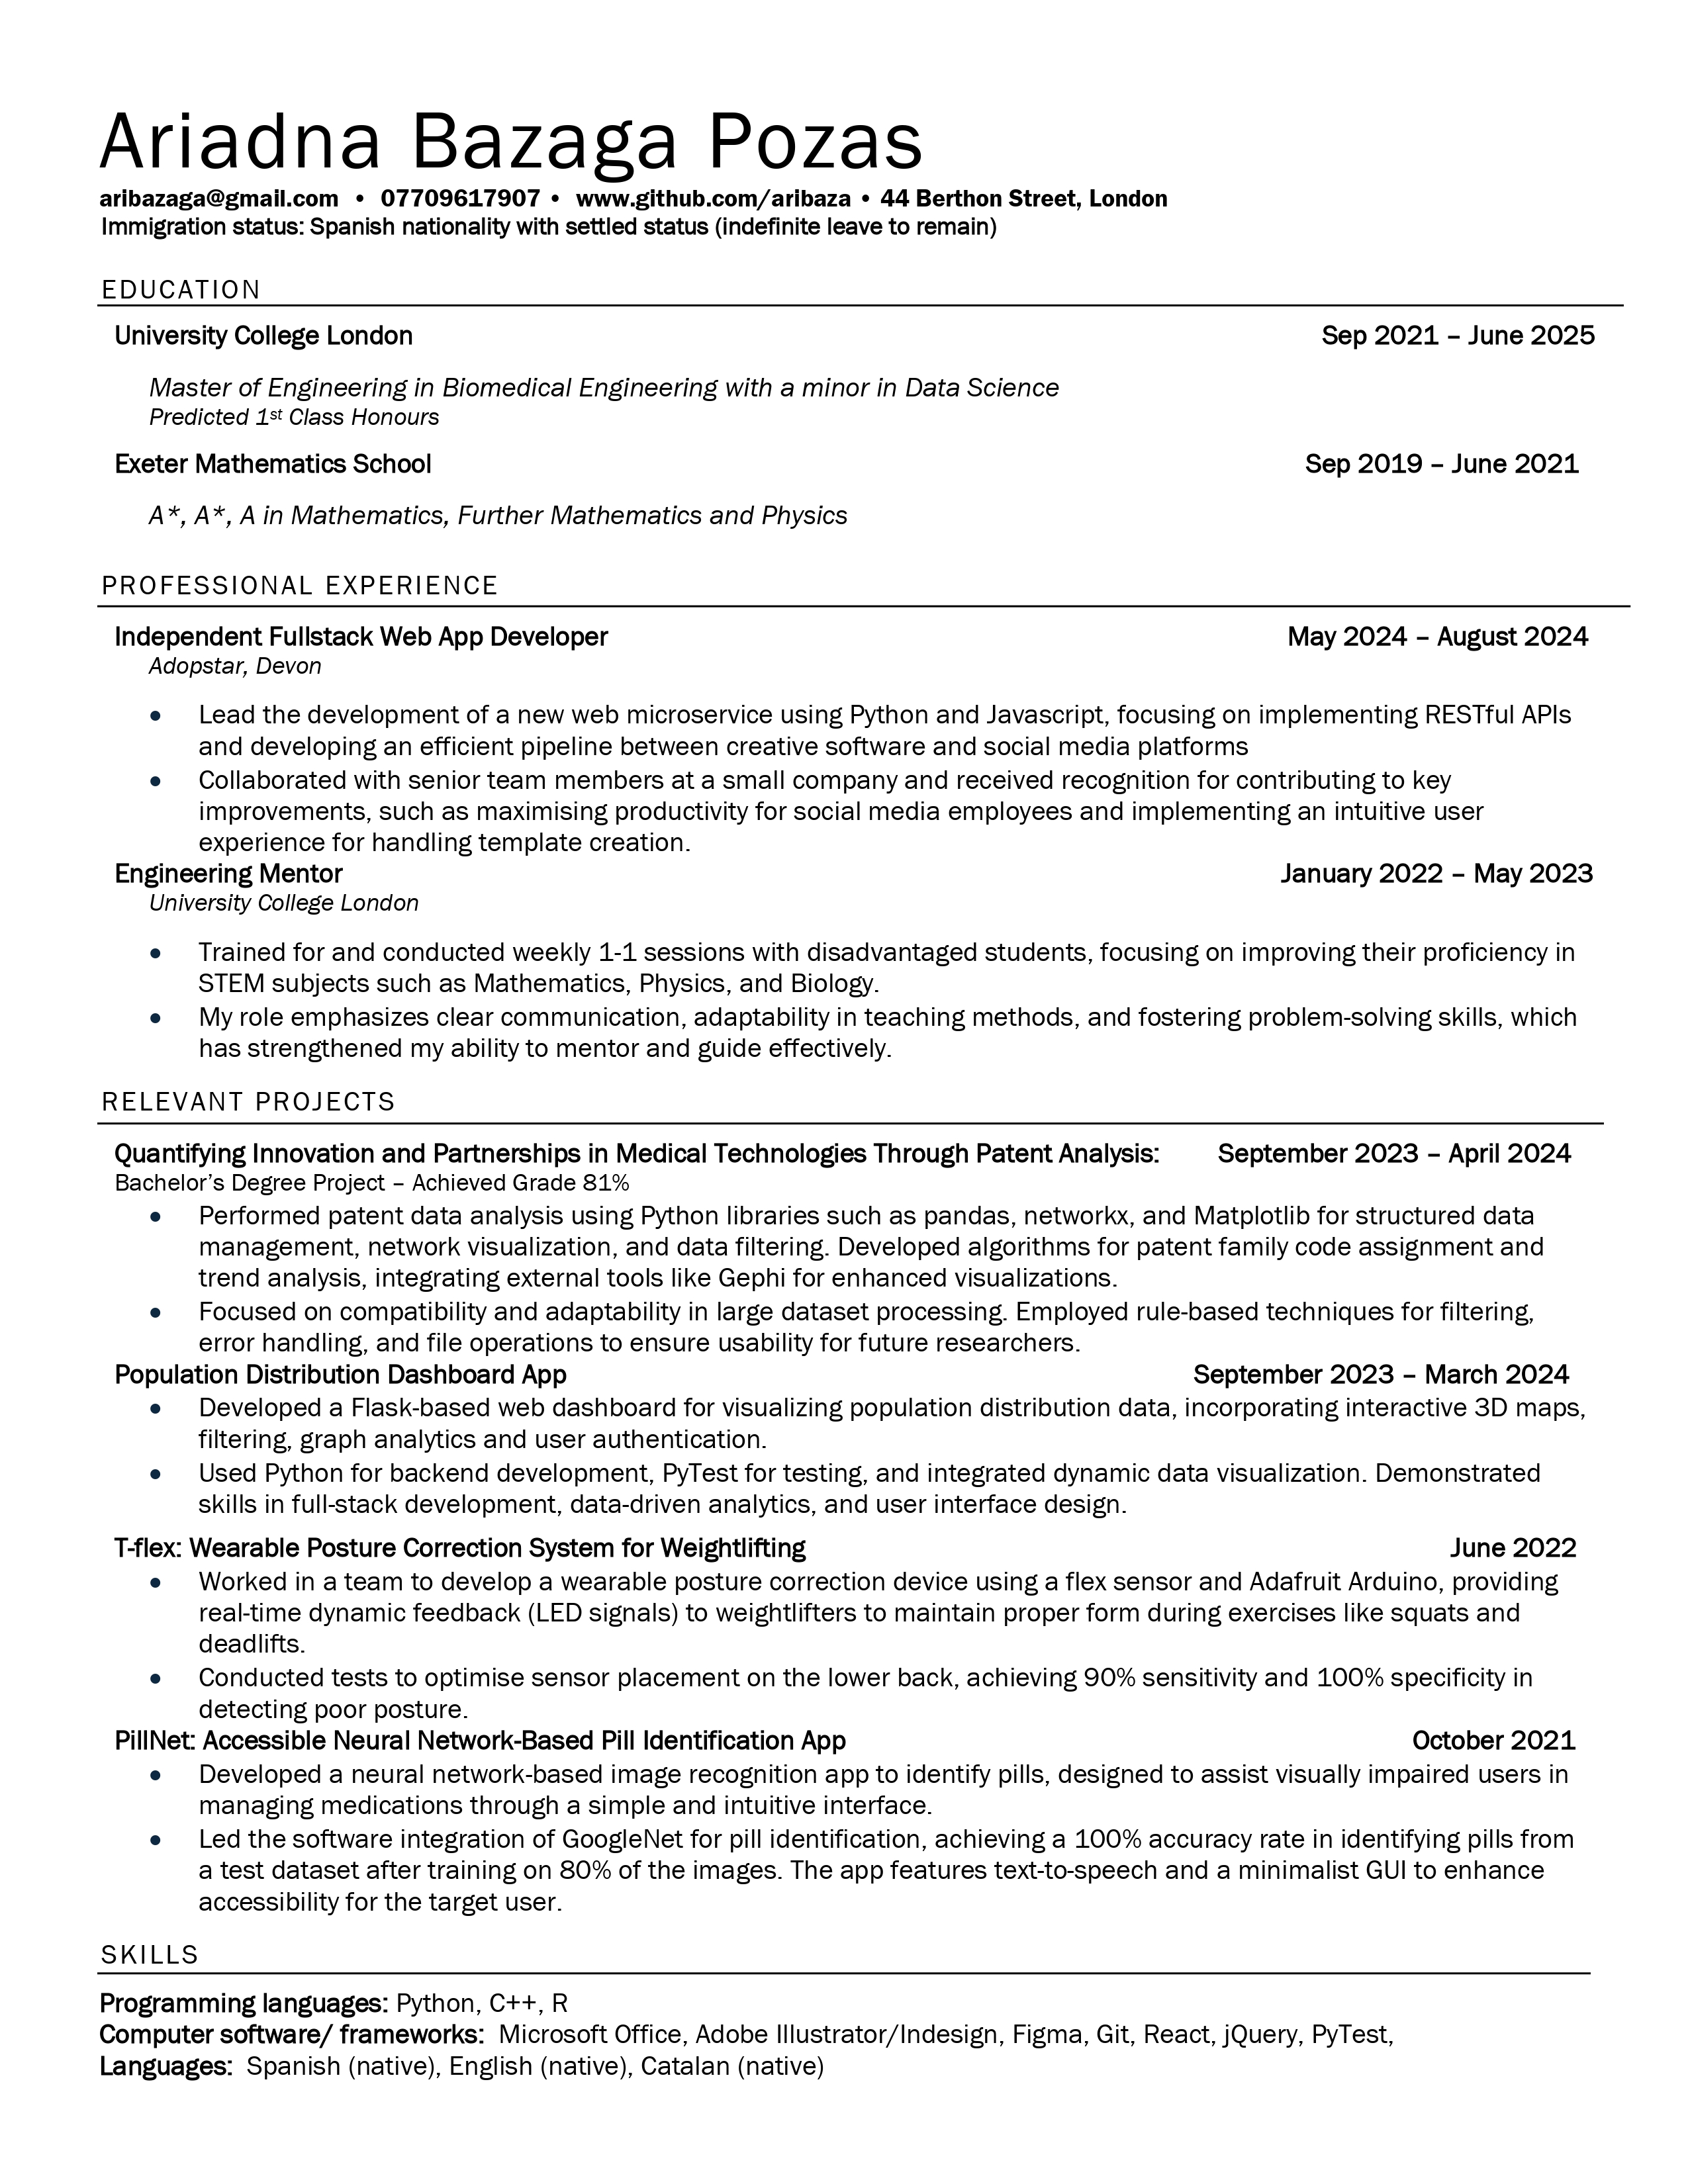 Ariadna Bazaga Pozas
aribazaga@gmail.com • 07709617907 • www.github.com/aribaza • 44 Berthon Street, London
Immigration status: Spanish nationality with settled status (indefinite leave to remain)
EDUCATION
University College London Sep 2021 – June 2025
Master of Engineering in Biomedical Engineering with a minor in Data Science
Predicted 1st Class Honours
Exeter Mathematics School Sep 2019 – June 2021
A*, A*, A in Mathematics, Further Mathematics and Physics
PROFESSIONAL EXPERIENCE
Independent Fullstack Web App Developer May 2024 – August 2024
Adopstar, Devon
• Lead the development of a new web microservice using Python and Javascript, focusing on implementing RESTful APIs
and developing an efficient pipeline between creative software and social media platforms
• Collaborated with senior team members at a small company and received recognition for contributing to key
improvements, such as maximising productivity for social media employees and implementing an intuitive user
experience for handling template creation.
Engineering Mentor January 2022 – May 2023
University College London
• Trained for and conducted weekly 1-1 sessions with disadvantaged students, focusing on improving their proficiency in
STEM subjects such as Mathematics, Physics, and Biology.
• My role emphasizes clear communication, adaptability in teaching methods, and fostering problem-solving skills, which
has strengthened my ability to mentor and guide effectively.
RELEVANT PROJECTS
Quantifying Innovation and Partnerships in Medical Technologies Through Patent Analysis: September 2023 – April 2024
Bachelor’s Degree Project – Achieved Grade 81%
• Performed patent data analysis using Python libraries such as pandas, networkx, and Matplotlib for structured data
management, network visualization, and data filtering. Developed algorithms for patent family code assignment and
trend analysis, integrating external tools like Gephi for enhanced visualizations.
• Focused on compatibility and adaptability in large dataset processing. Employed rule-based techniques for filtering,
error handling, and file operations to ensure usability for future researchers.
Population Distribution Dashboard App September 2023 – March 2024
• Developed a Flask-based web dashboard for visualizing population distribution data, incorporating interactive 3D maps,
filtering, graph analytics and user authentication.
• Used Python for backend development, PyTest for testing, and integrated dynamic data visualization. Demonstrated
skills in full-stack development, data-driven analytics, and user interface design.
T-flex: Wearable Posture Correction System for Weightlifting June 2022
• Worked in a team to develop a wearable posture correction device using a flex sensor and Adafruit Arduino, providing
real-time dynamic feedback (LED signals) to weightlifters to maintain proper form during exercises like squats and
deadlifts.
• Conducted tests to optimise sensor placement on the lower back, achieving 90% sensitivity and 100% specificity in
detecting poor posture.
PillNet: Accessible Neural Network-Based Pill Identification App October 2021
• Developed a neural network-based image recognition app to identify pills, designed to assist visually impaired users in
managing medications through a simple and intuitive interface.
• Led the software integration of GoogleNet for pill identification, achieving a 100% accuracy rate in identifying pills from
a test dataset after training on 80% of the images. The app features text-to-speech and a minimalist GUI to enhance
accessibility for the target user.
SKILLS
Programming languages: Python, C++, R
Computer software/ frameworks: Microsoft Office, Adobe Illustrator/Indesign, Figma, Git, React, jQuery, PyTest,
Languages: Spanish (native), English (native), Catalan (native)